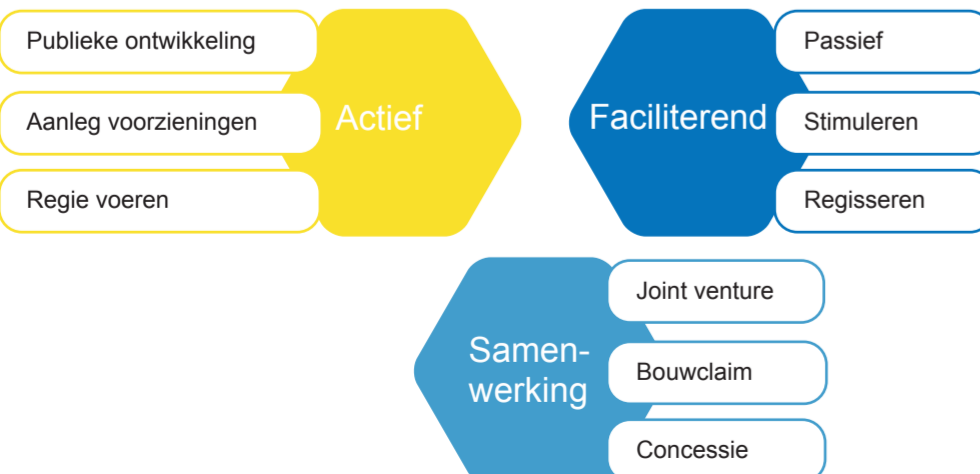 Publieke ontwikkeling
Aanleg voorzieningen
Regie voeren
Actief
Faciliterend
Passief
Stimuleren
Regisseren
Samen-
werking
Joint venture
Bouwclaim
Concessie